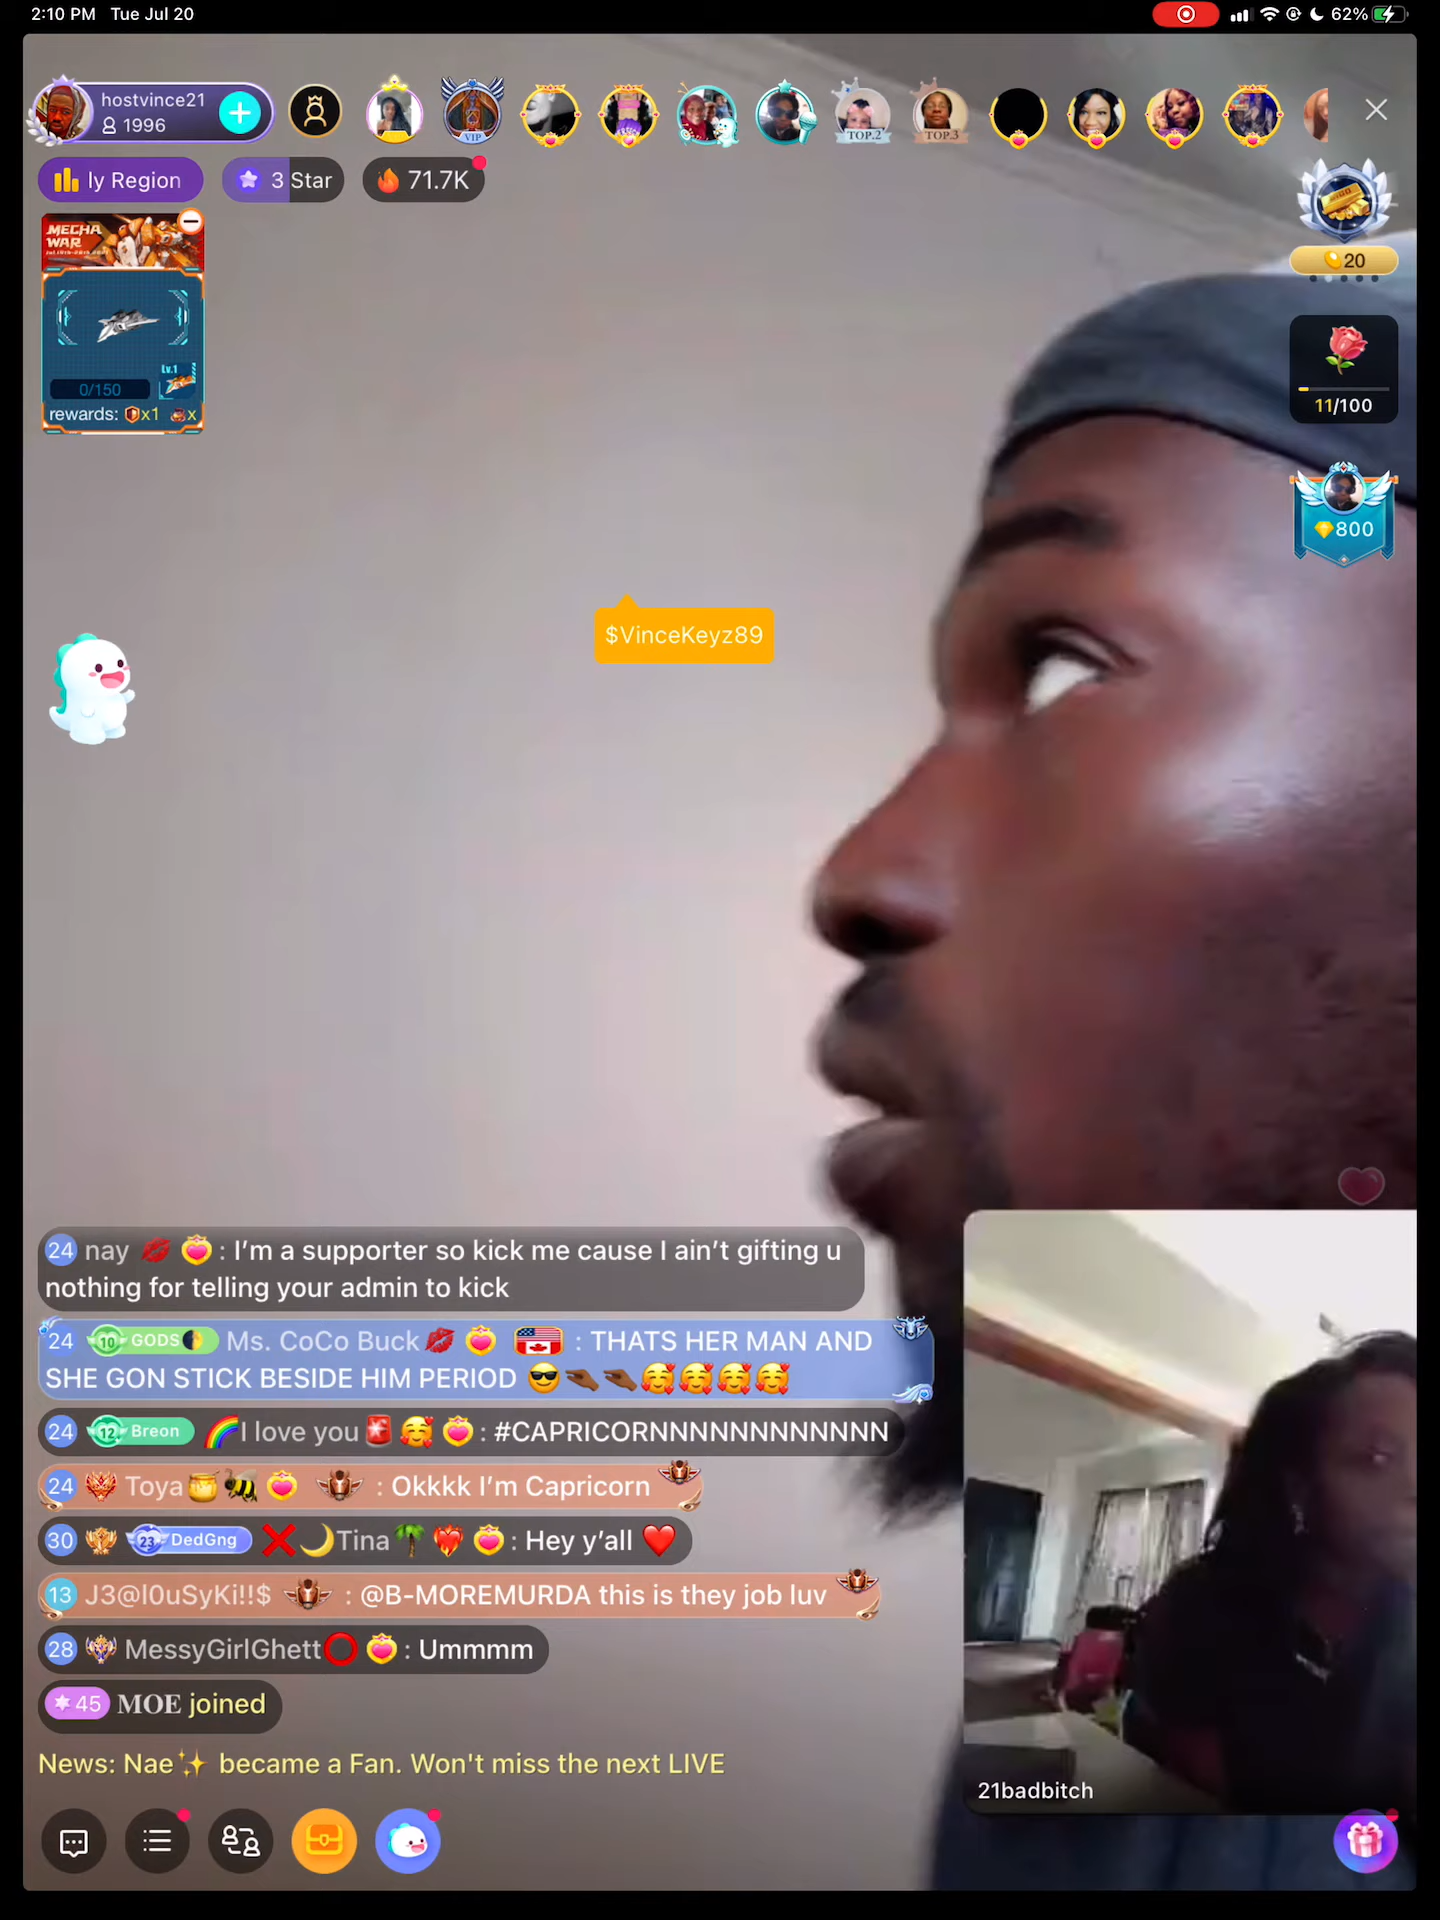 2:10 PM Tue Jul 20
62%
hostvince21
1996
VIP
TOP.2
TOP.3
ly Region
3 Star
71.7K
MECHA
WAR
20
0/150
Lv.1
rewards: x1 x
11/100
800
$VinceKeyz89
24 nay 💋 : I'm a supporter so kick me cause I ain't gifting u
nothing for telling your admin to kick
24 10 GODS🌗 Ms. CoCo Buck💋 : THATS HER MAN AND
SHE GON STICK BESIDE HIM PERIOD 😎🤏🏾🤏🏾🥰🥰🥰🥰
24 12 Breon 🌈I love you🚨🥰 : #CAPRICORNNNNNNNNNNNN
24 Toya🍯🐝 : Okkkk I'm Capricorn
30 23 DedGng ❌🌙Tina🌴❤️‍🔥 : Hey y'all ❤️
13 J3@l0uSyKi!!$ : @B-MOREMURDA this is they job luv
28 MessyGirlGhett⭕ : Ummmm
45 MOE joined
News: Nae✨ became a Fan. Won't miss the next LIVE
21badbitch